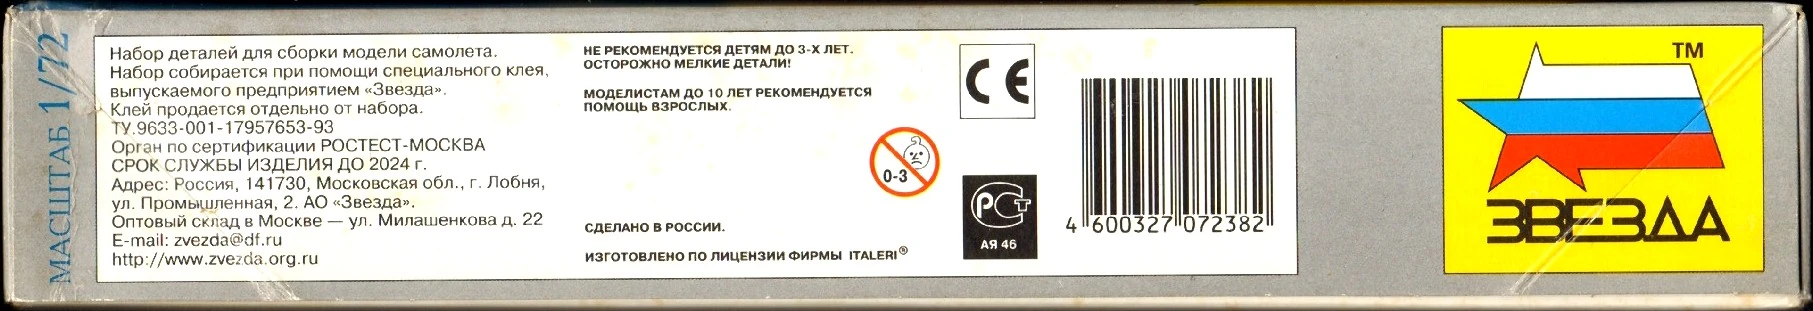 МАСШТАБ 1/72
Набор деталей для сборки модели самолета.
Набор собирается при помощи специального клея,
выпускаемого предприятием «Звезда».
Клей продается отдельно от набора.
ТУ.9633-001-17957653-93
Орган по сертификации РОСТЕСТ-МОСКВА
СРОК СЛУЖБЫ ИЗДЕЛИЯ ДО 2024 г.
Адрес: Россия, 141730, Московская обл., г. Лобня,
ул. Промышленная, 2. АО «Звезда».
Оптовый склад в Москве — ул. Милашенкова д. 22
E-mail: zvezda@df.ru
http://www.zvezda.org.ru
НЕ РЕКОМЕНДУЕТСЯ ДЕТЯМ ДО 3-Х ЛЕТ.
ОСТОРОЖНО МЕЛКИЕ ДЕТАЛИ!
МОДЕЛИСТАМ ДО 10 ЛЕТ РЕКОМЕНДУЕТСЯ
ПОМОЩЬ ВЗРОСЛЫХ.
0-3
СДЕЛАНО В РОССИИ.
ИЗГОТОВЛЕНО ПО ЛИЦЕНЗИИ ФИРМЫ ITALERI®
CE
РСТ
АЯ 46
4 600327 072382
TM
ЗВЕЗДА